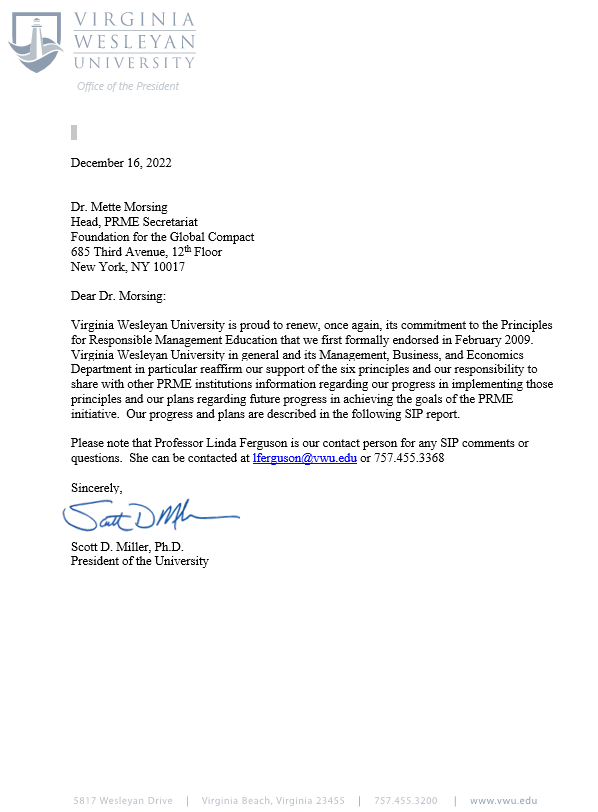 VIRGINIA
WESLEYAN
UNIVERSITY
Office of the President
December 16, 2022
Dr. Mette Morsing
Head, PRME Secretariat
Foundation for the Global Compact
685 Third Avenue, 12th Floor
New York, NY 10017
Dear Dr. Morsing:
Virginia Wesleyan University is proud to renew, once again, its commitment to the Principles
for Responsible Management Education that we first formally endorsed in February 2009.
Virginia Wesleyan University in general and its Management, Business, and Economics
Department in particular reaffirm our support of the six principles and our responsibility to
share with other PRME institutions information regarding our progress in implementing those
principles and our plans regarding future progress in achieving the goals of the PRME
initiative.  Our progress and plans are described in the following SIP report.
Please note that Professor Linda Ferguson is our contact person for any SIP comments or
questions.  She can be contacted at lferguson@vwu.edu or 757.455.3368
Sincerely,
Scott D Miller
Scott D. Miller, Ph.D.
President of the University
5817 Wesleyan Drive | Virginia Beach, Virginia 23455 | 757.455.3200 | www.vwu.edu